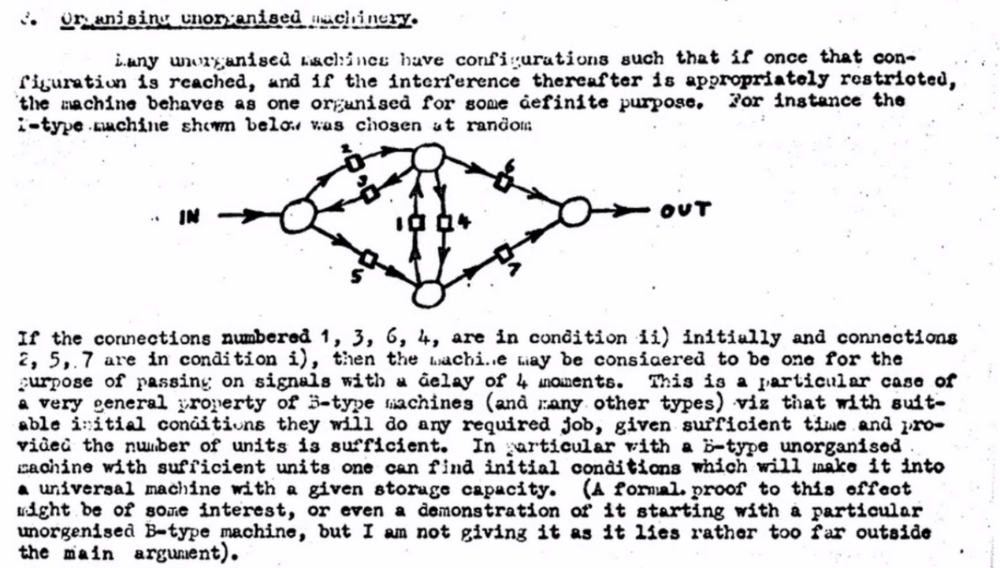 Organising unorganised machinery.
Many unorganised machines have configurations such that if once that con-
figuration is reached, and if the interference thereafter is appropriately restricted,
the machine behaves as one organised for some definite purpose. For instance the
-type machine shown below was chosen at random
2
3
6
IN
1
4
OUT
5
7
If the connections numbered 1, 3, 6, 4, are in condition ii) initially and connections
2, 5, 7 are in condition i), then the machine may be considered to be one for the
purpose of passing on signals with a delay of 4 moments. This is a particular case of
a very general property of B-type machines (and many other types) viz that with suit-
able initial conditions they will do any required job, given sufficient time and pro-
vided the number of units is sufficient. In particular with a B-type unorganised
machine with sufficient units one can find initial conditions which will make it into
a universal machine with a given storage capacity. (A formal. proof to this effect
might be of some interest, or even a demonstration of it starting with a particular
unorgenised B-type machine, but I am not giving it as it lies rather too far outside
the main argument).